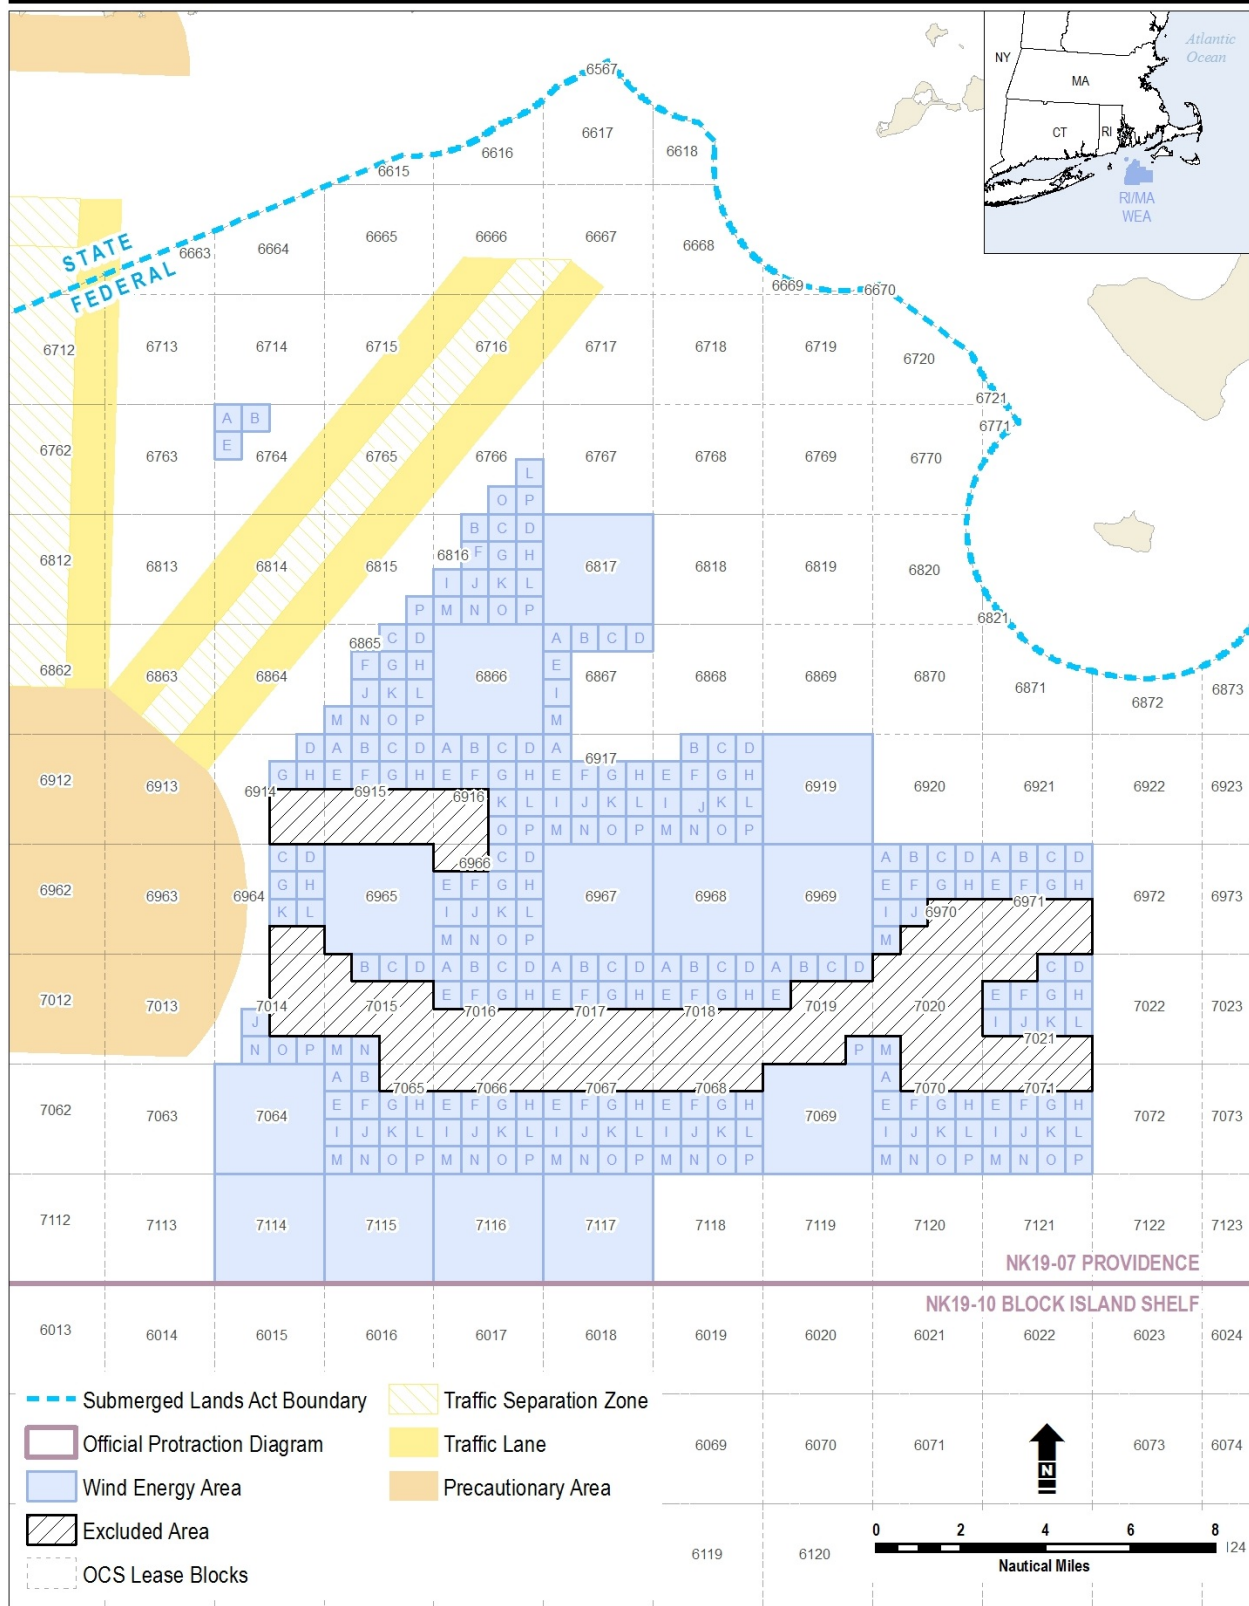 Atlantic
Ocean
NY
MA
CT
RI
RI/MA
WEA
6567
6617
6616
6618
6615
STATE
FEDERAL
6663
6664
6665
6666
6667
6668
6669
6670
6712
6713
6714
6715
6716
6717
6718
6719
6720
6721
A B
6771
E
6762
6763
6764
6765
6766
6767
6768
6769
6770
L
O P
B C D
6816
F G H
6812
6813
6814
6815
6817
6818
6819
6820
I J K L
P M N O P
6821
6865
C D
A B C D
F G H
E
6862
6863
6864
6866
6867
6868
6869
6870
6871
6872
6873
J K L
I
M N O P
M
D A B C D A B C D A
6917
B C D
G H E F G H E F G H E F G H E F G H
6912
6913
6914
6915
6916
6919
6920
6921
6922
6923
K L I J K L I J K L
O P M N O P M N O P
6966
C D
C D
A B C D A B C D
G H
E F G H
E F G H E F G H
6962
6963
6964
6965
6967
6968
6969
6971
6972
6973
K L
I J K L
I J
6970
M N O P
M
B C D A B C D A B C D A B C D A B C D
C D
E F G H E F G H E F G H E
E F G H
7012
7013
7014
7015
7016
7017
7018
7019
7020
7022
7023
J
I J K L
7021
N O P M N
P M
A B
A
7065
7066
7067
7068
7070
7071
E F G H E F G H E F G H E F G H
E F G H E F G H
7062
7063
7064
7069
7072
7073
I J K L I J K L I J K L I J K L
I J K L I J K L
M N O P M N O P M N O P M N O P
M N O P M N O P
7112
7113
7114
7115
7116
7117
7118
7119
7120
7121
7122
7123
NK19-07 PROVIDENCE
NK19-10 BLOCK ISLAND SHELF
6013
6014
6015
6016
6017
6018
6019
6020
6021
6022
6023
6024
Submerged Lands Act Boundary
Traffic Separation Zone
Official Protraction Diagram
Traffic Lane
6069
6070
6071
6073
6074
N
Wind Energy Area
Precautionary Area
Excluded Area
OCS Lease Blocks
6119
6120
0 2 4 6 8
Nautical Miles